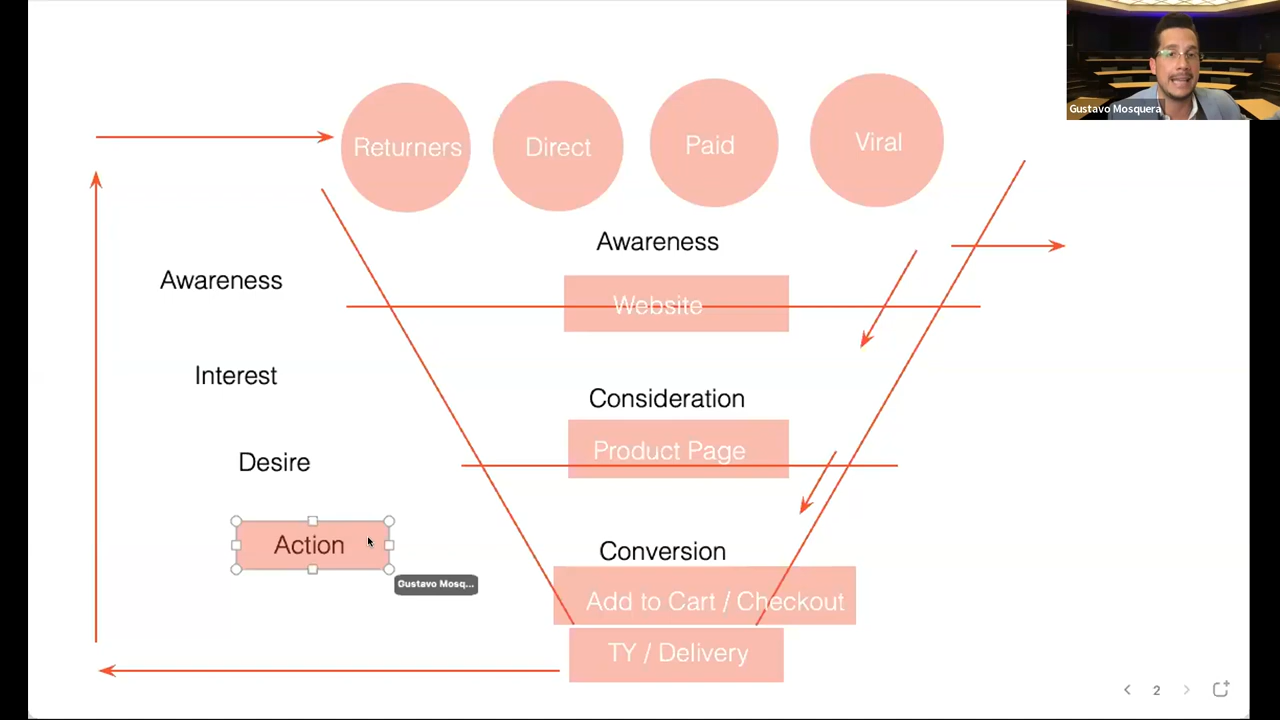 Gustavo Mosquera
Returners
Direct
Paid
Viral
Awareness
Awareness
Website
Interest
Consideration
Product Page
Desire
Action
Gustavo Mosq...
Conversion
Add to Cart / Checkout
TY / Delivery
2